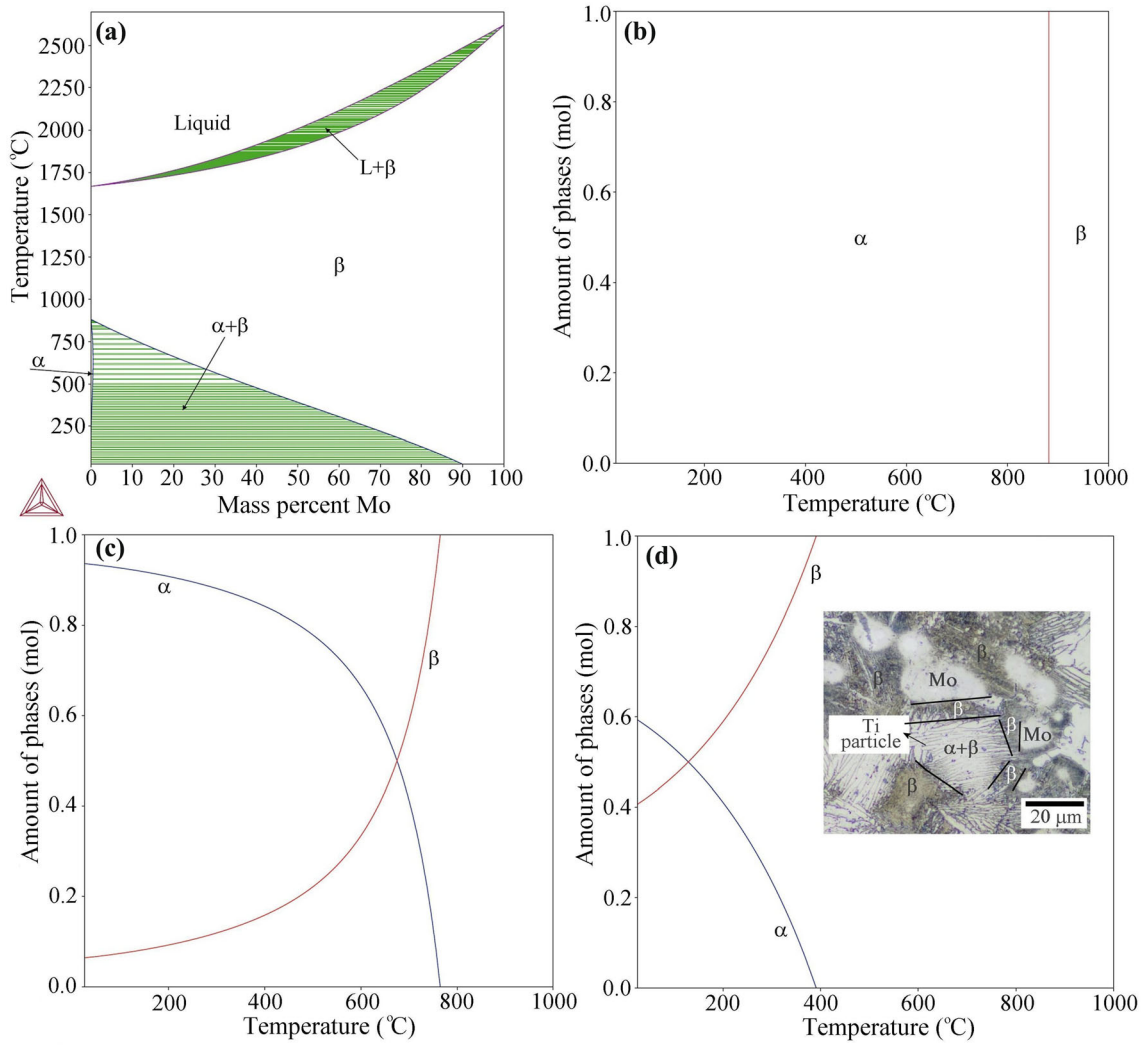 (a)
2500
2250
2000
1750
1500
1250
1000
750
500
250
Temperature (°C)
Liquid
L+β
β
α+β
α
0 10 20 30 40 50 60 70 80 90 100
Mass percent Mo
(b)
1.0
0.8
0.6
0.4
0.2
0.0
Amount of phases (mol)
α
β
200 400 600 800 1000
Temperature (°C)
(c)
1.0
0.8
0.6
0.4
0.2
0.0
Amount of phases (mol)
α
β
200 400 600 800 1000
Temperature (°C)
(d)
1.0
0.8
0.6
0.4
0.2
0.0
Amount of phases (mol)
β
α
β
β
Mo
β
Ti
particle
α+β
β
Mo
β
β
20 μm
200 400 600 800 1000
Temperature (°C)